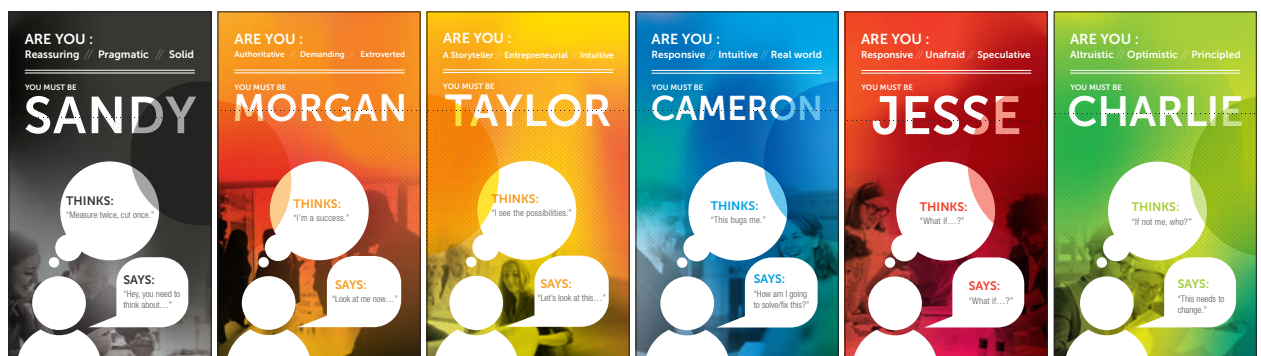 ARE YOU :
Reassuring // Pragmatic // Solid
YOU MUST BE
SANDY
THINKS:
"Measure twice, cut once."
SAYS:
"Hey, you need to
think about…"
ARE YOU :
Authoritative // Demanding // Extroverted
YOU MUST BE
MORGAN
THINKS:
"I'm a success."
SAYS:
"Look at me now…"
ARE YOU :
A Storyteller // Entrepreneurial // Intuitive
YOU MUST BE
TAYLOR
THINKS:
"I see the possibilities."
SAYS:
"Let's look at this…"
ARE YOU :
Responsive // Intuitive // Real world
YOU MUST BE
CAMERON
THINKS:
"This bugs me."
SAYS:
"How am I going
to solve/fix this?"
ARE YOU :
Responsive // Unafraid // Speculative
YOU MUST BE
JESSE
THINKS:
"What if…?"
SAYS:
"What if…?"
ARE YOU :
Altruistic // Optimistic // Principled
YOU MUST BE
CHARLIE
THINKS:
"If not me, who?"
SAYS:
"This needs to
change."